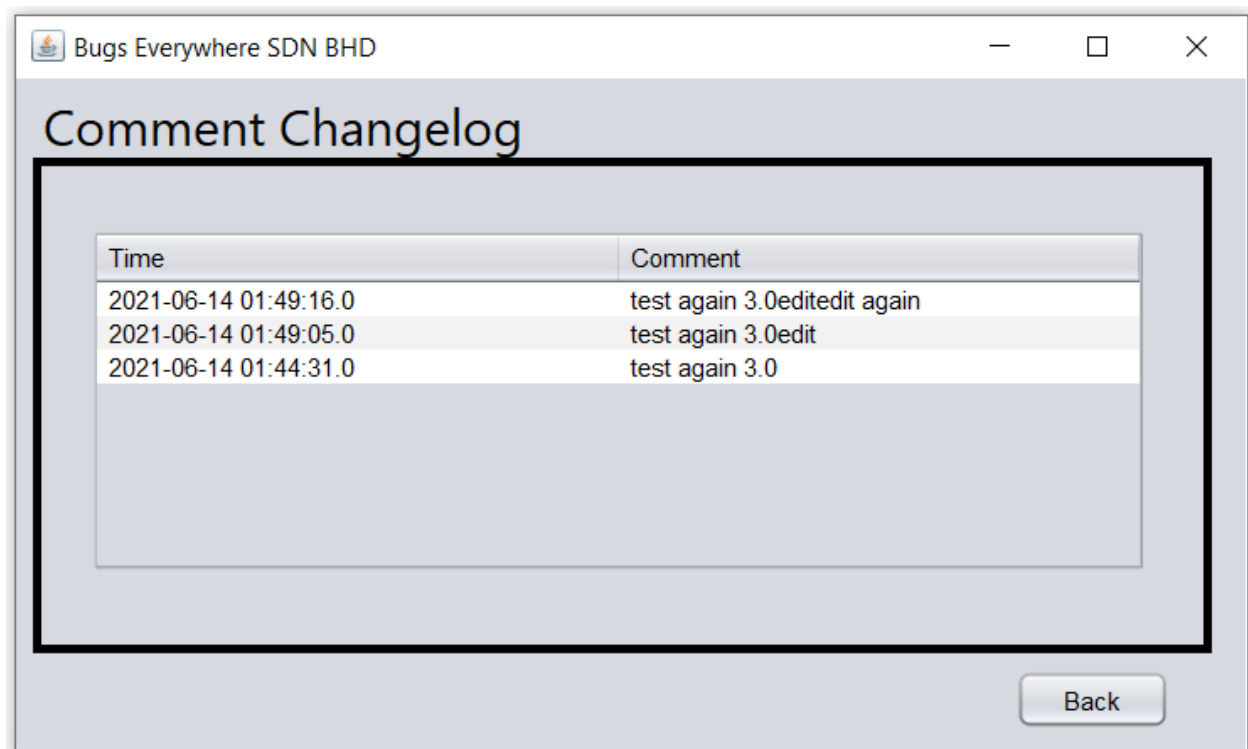 Bugs Everywhere SDN BHD
Comment Changelog
Time Comment
2021-06-14 01:49:16.0 test again 3.0editedit again
2021-06-14 01:49:05.0 test again 3.0edit
2021-06-14 01:44:31.0 test again 3.0
Back